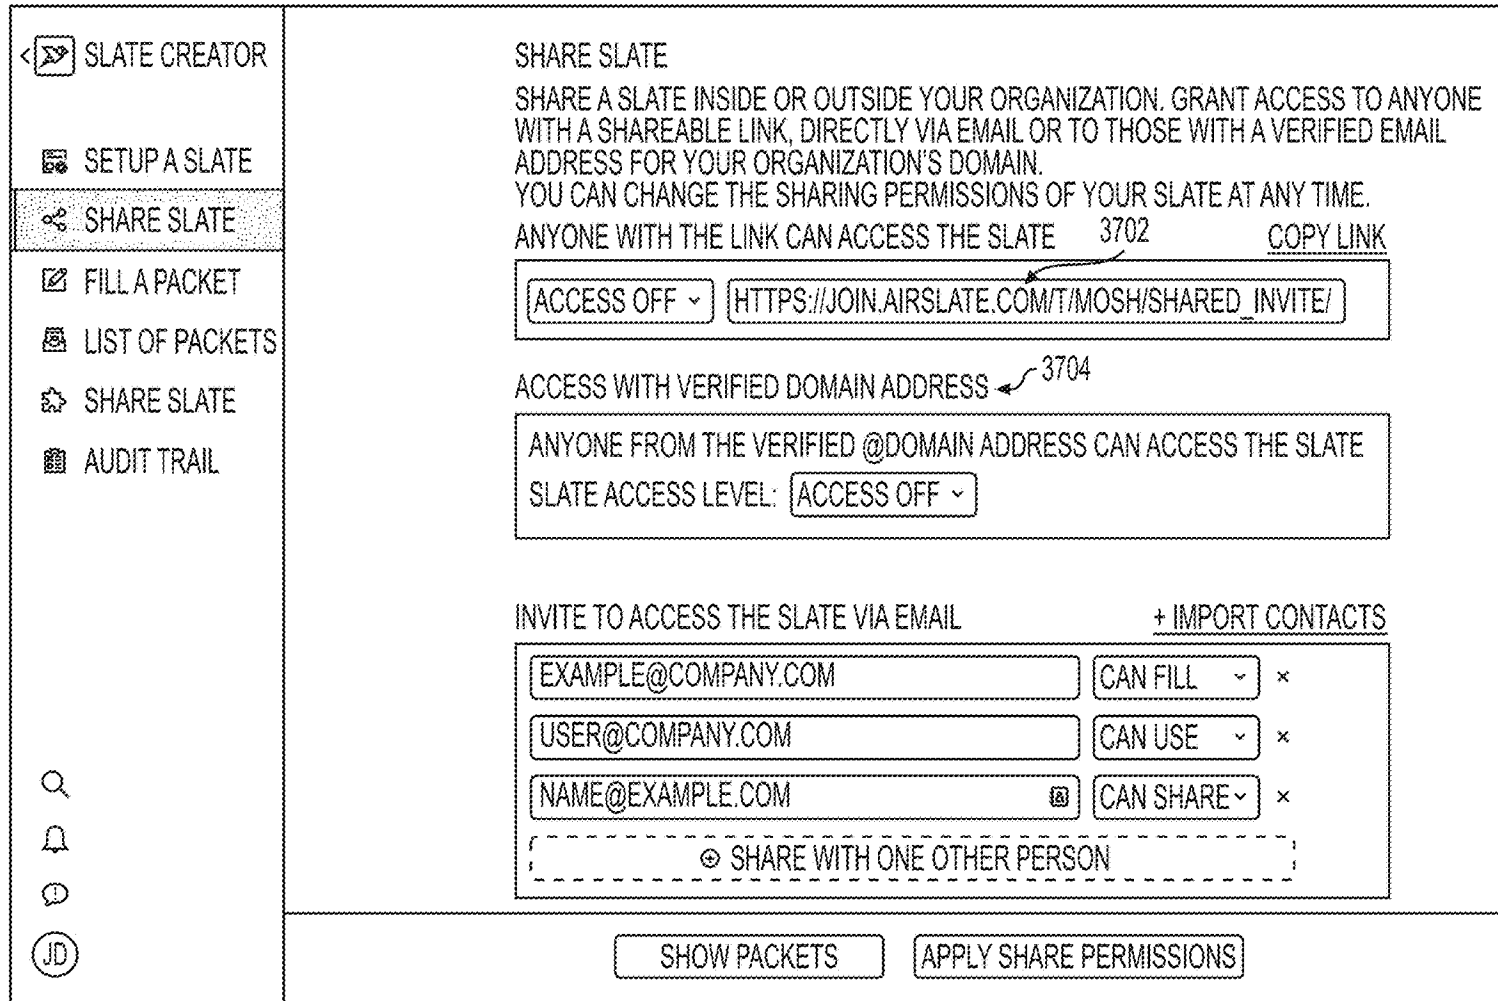 SLATE CREATOR
SETUP A SLATE
SHARE SLATE
FILL A PACKET
LIST OF PACKETS
SHARE SLATE
AUDIT TRAIL
JD
SHARE SLATE
SHARE A SLATE INSIDE OR OUTSIDE YOUR ORGANIZATION. GRANT ACCESS TO ANYONE
WITH A SHAREABLE LINK, DIRECTLY VIA EMAIL OR TO THOSE WITH A VERIFIED EMAIL
ADDRESS FOR YOUR ORGANIZATION'S DOMAIN.
YOU CAN CHANGE THE SHARING PERMISSIONS OF YOUR SLATE AT ANY TIME.
ANYONE WITH THE LINK CAN ACCESS THE SLATE 3702 COPY LINK
ACCESS OFF HTTPS://JOIN.AIRSLATE.COM/T/MOSH/SHARED_INVITE/
ACCESS WITH VERIFIED DOMAIN ADDRESS 3704
ANYONE FROM THE VERIFIED @DOMAIN ADDRESS CAN ACCESS THE SLATE
SLATE ACCESS LEVEL: ACCESS OFF
INVITE TO ACCESS THE SLATE VIA EMAIL + IMPORT CONTACTS
EXAMPLE@COMPANY.COM CAN FILL ×
USER@COMPANY.COM CAN USE ×
NAME@EXAMPLE.COM CAN SHARE ×
SHARE WITH ONE OTHER PERSON
SHOW PACKETS APPLY SHARE PERMISSIONS